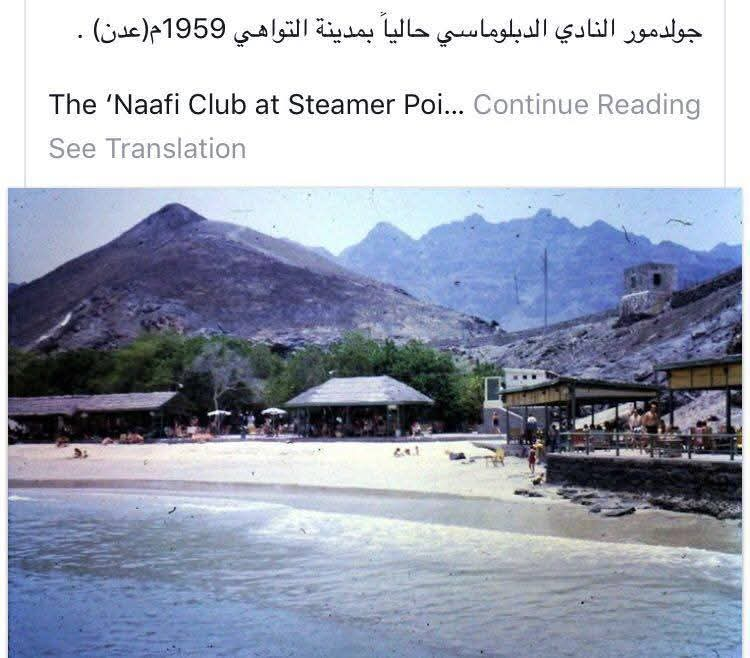 جولدمور النادي الدبلوماسي حالياً بمدينة التواهي 1959م(عدن) .
The ‘Naafi Club at Steamer Poi... Continue Reading
See Translation